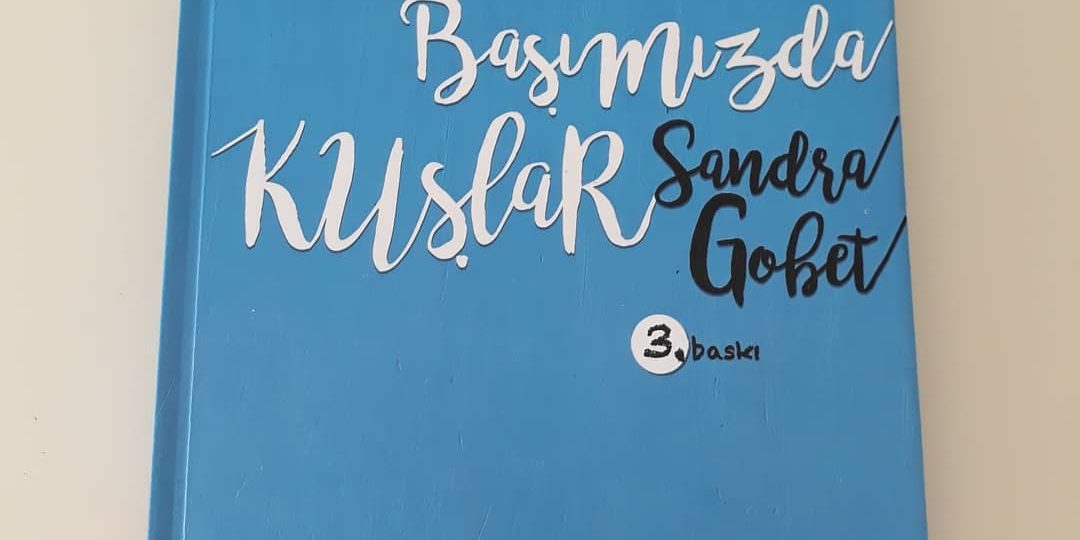 Başımızda
KUşlaR
Sandra
Gobet
3. baskı